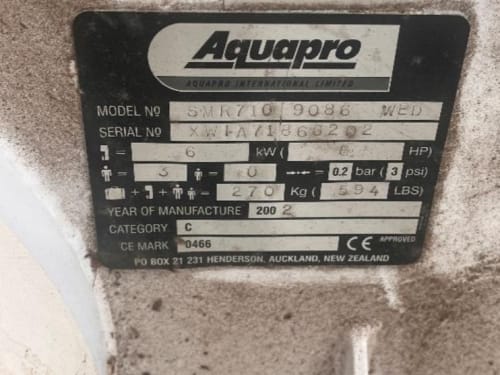 Aquapro
AQUAPRO INTERNATIONAL LIMITED
MODEL Nº SMR710 9086 WED
SERIAL Nº
= 6 kW ( 8 HP)
= 3 = 0 = 0.2 bar ( 3 psi)
+ + = 270 Kg ( 594 LBS)
YEAR OF MANUFACTURE 2002
CATEGORY C
CE MARK 0466 CE APPROVED
PO BOX 21 231 HENDERSON, AUCKLAND, NEW ZEALAND